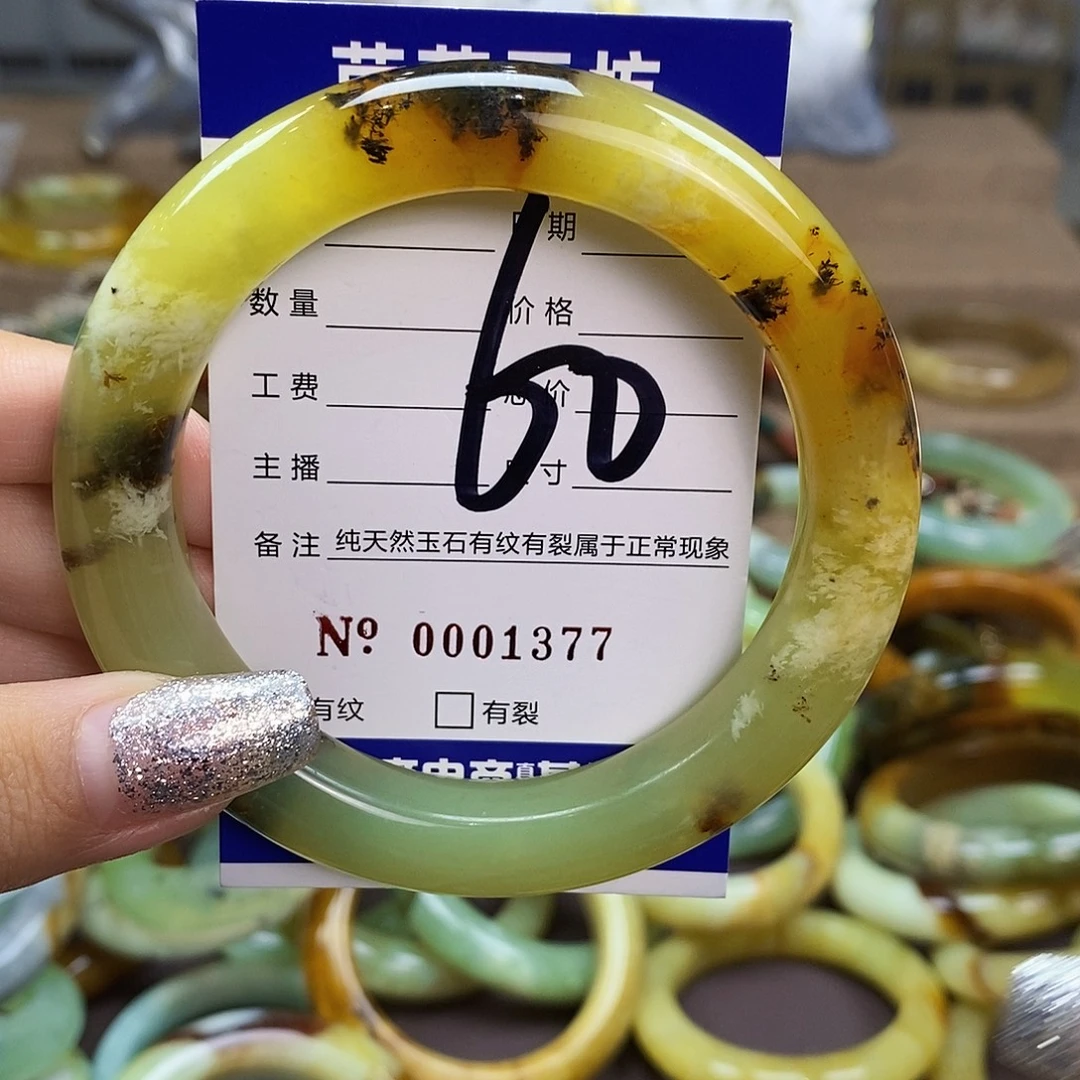 期
数量 价格
工费 总价
主播 寸
备注 纯天然玉石有纹有裂属于正常现象
60
Nº 0001377
有纹 有裂